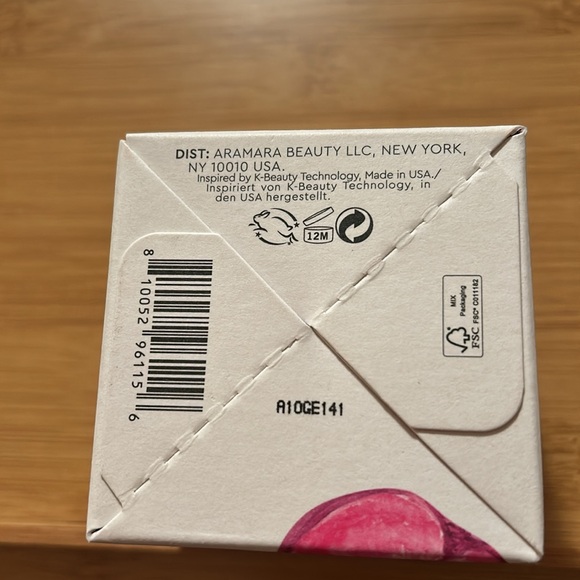 DIST: ARAMARA BEAUTY LLC, NEW YORK,
NY 10010 USA.
Inspired by K-Beauty Technology, Made in USA./
Inspiriert von K-Beauty Technology, in
den USA hergestellt.
12M
8 10052 96115 6
MIX
Packaging
FSC FSC® C011182
A10GE141